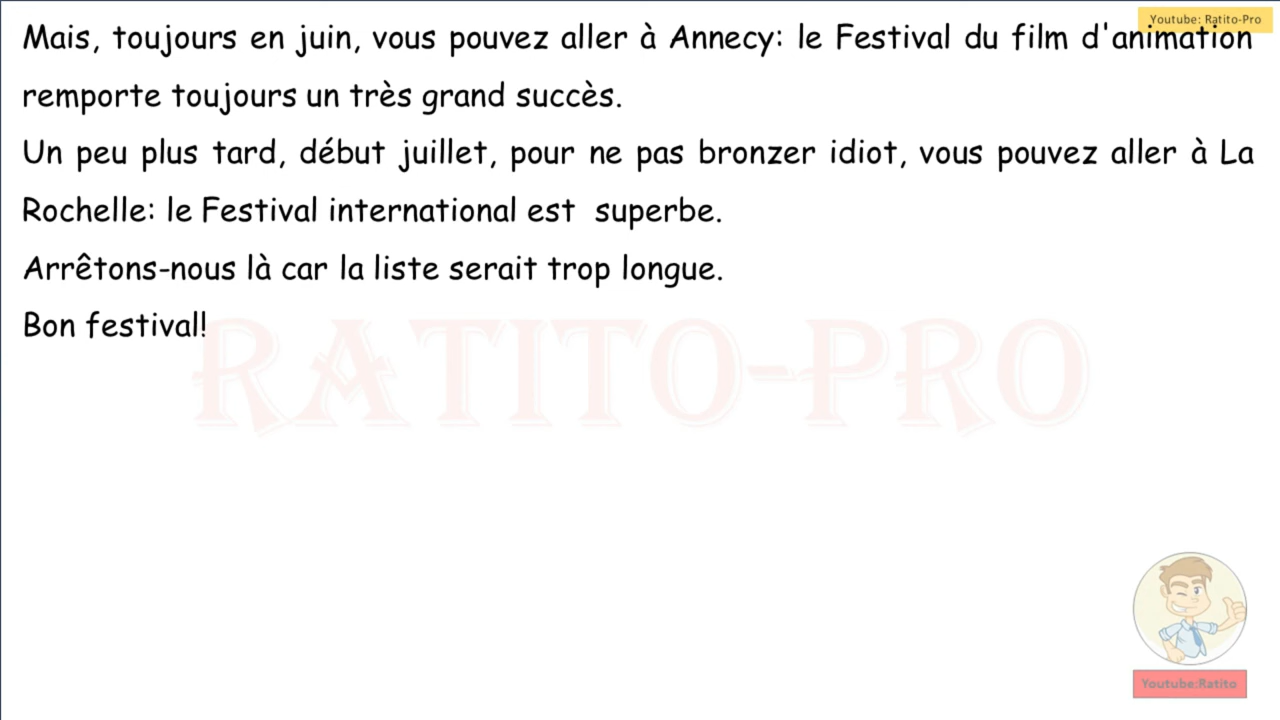 Youtube: Ratito-Pro
Mais, toujours en juin, vous pouvez aller à Annecy: le Festival du film d'animation
remporte toujours un très grand succès.
Un peu plus tard, début juillet, pour ne pas bronzer idiot, vous pouvez aller à La
Rochelle: le Festival international est superbe.
Arrêtons-nous là car la liste serait trop longue.
Bon festival!
RATITO-PRO
Youtube:Ratito